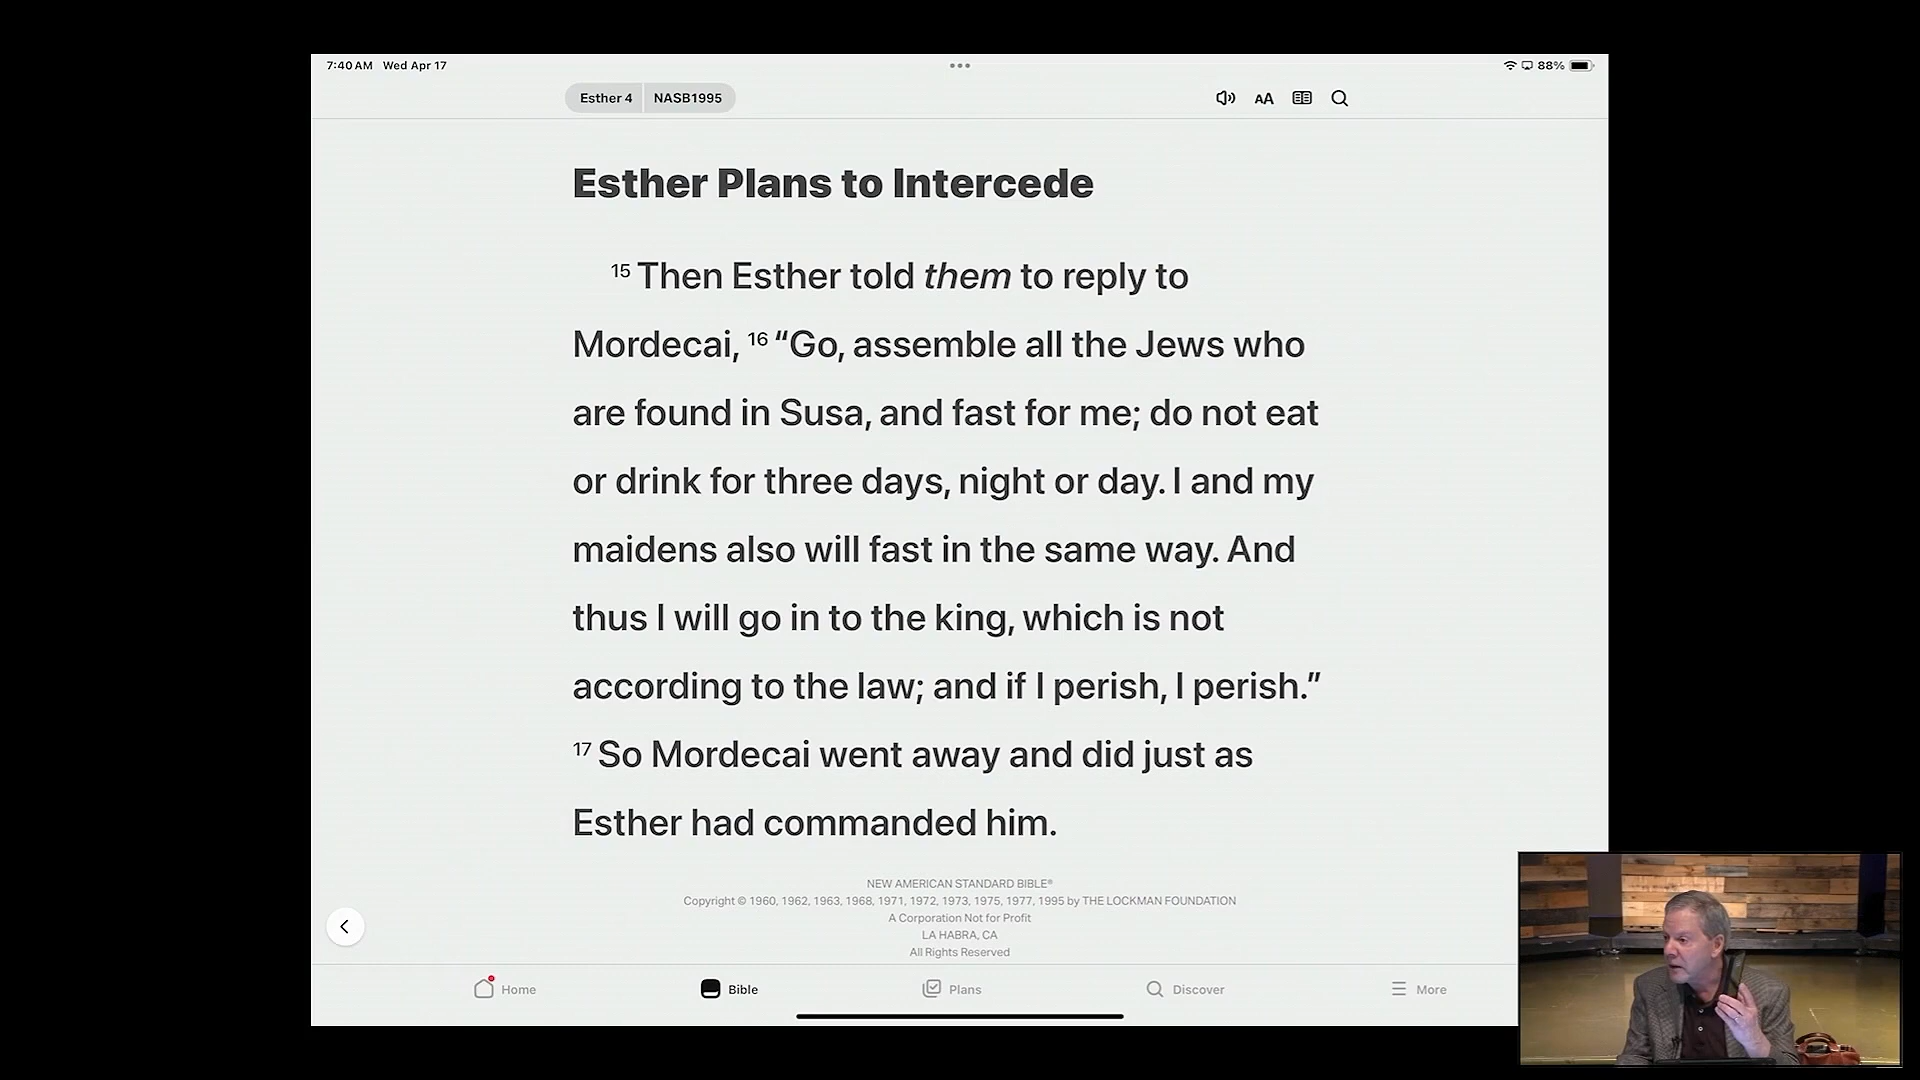 7:40 AM Wed Apr 17
88%
Esther 4 NASB1995
AA
Esther Plans to Intercede
15 Then Esther told them to reply to
Mordecai, 16 “Go, assemble all the Jews who
are found in Susa, and fast for me; do not eat
or drink for three days, night or day. I and my
maidens also will fast in the same way. And
thus I will go in to the king, which is not
according to the law; and if I perish, I perish.”
17 So Mordecai went away and did just as
Esther had commanded him.
NEW AMERICAN STANDARD BIBLE®
Copyright © 1960, 1962, 1963, 1968, 1971, 1972, 1973, 1975, 1977, 1995 by THE LOCKMAN FOUNDATION
A Corporation Not for Profit
LA HABRA, CA
All Rights Reserved
Home Bible Plans Discover More